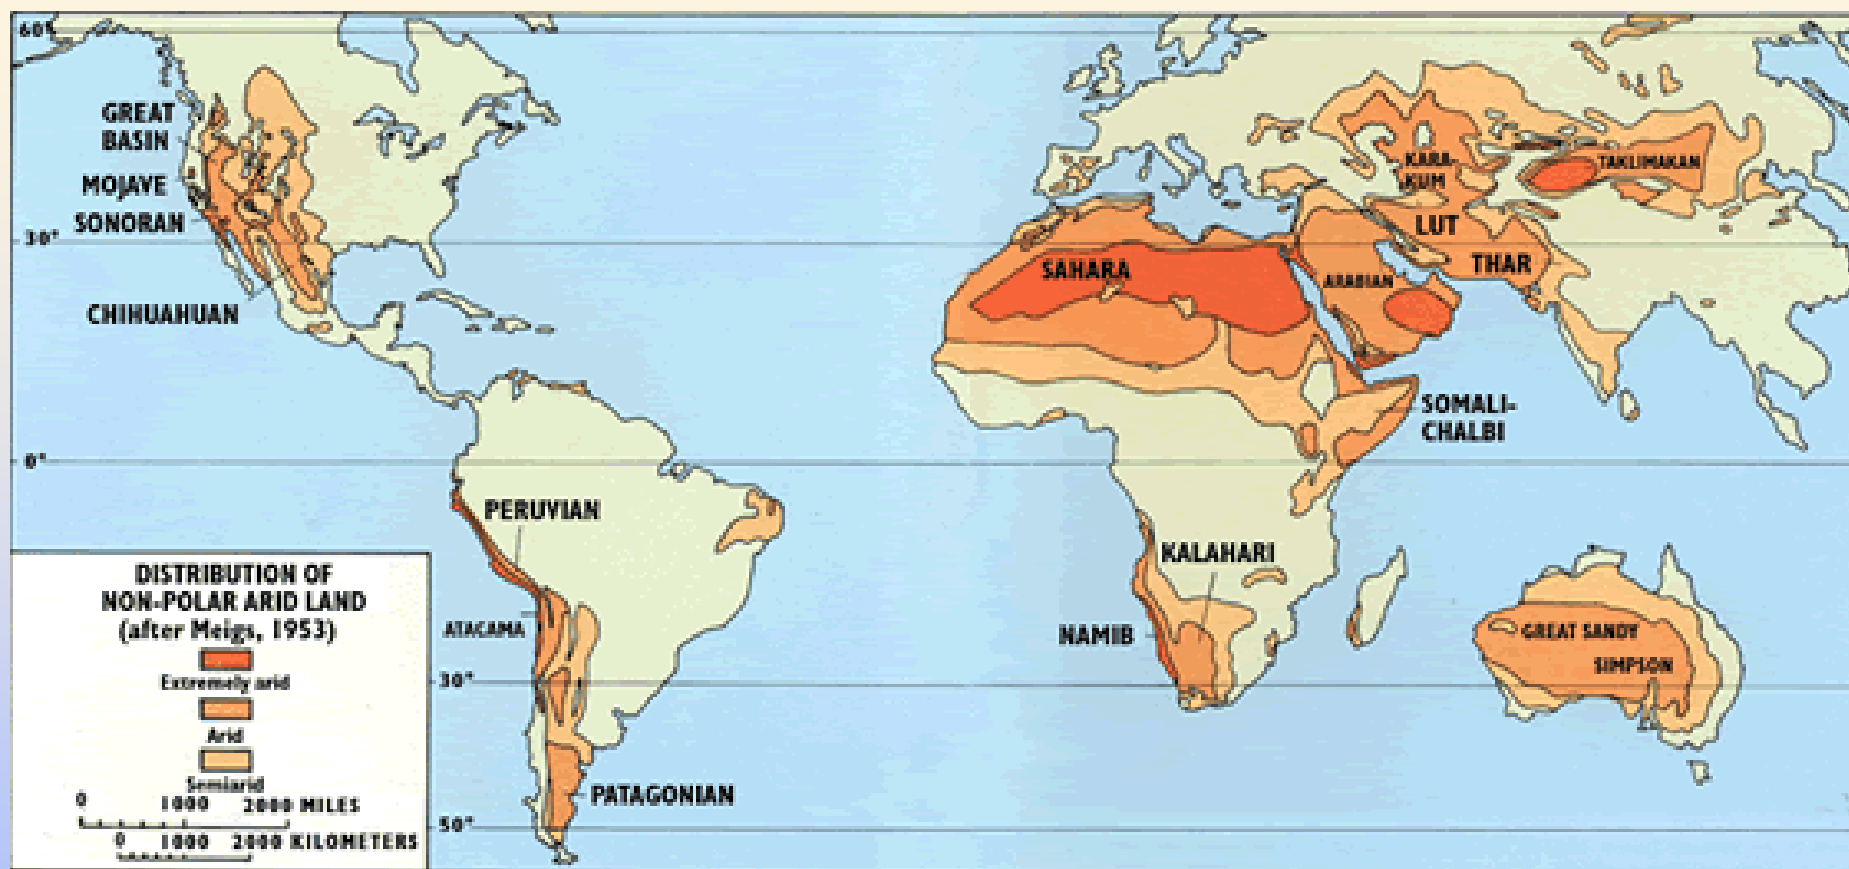 60°
GREAT
BASIN
MOJAVE
SONORAN
30°
CHIHUAHUAN
0°
KARA-
KUM
TAKLIMAKAN
LUT
THAR
SAHARA
ARABIAN
SOMALI-
CHALBI
PERUVIAN
KALAHARI
ATACAMA
NAMIB
GREAT SANDY
SIMPSON
30°
PATAGONIAN
50°
DISTRIBUTION OF
NON-POLAR ARID LAND
(after Meigs, 1953)
Extremely arid
Arid
Semiarid
0 1000 2000 MILES
0 1000 2000 KILOMETERS